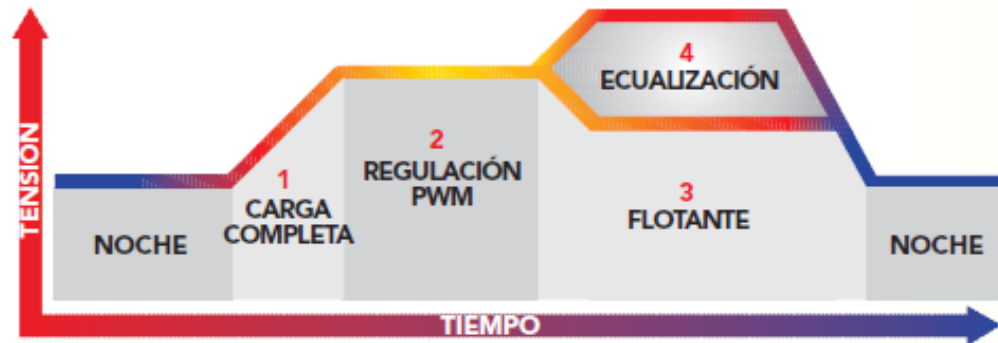 TENSION
4
ECUALIZACIÓN
2
REGULACIÓN
PWM
1
CARGA
COMPLETA
3
FLOTANTE
NOCHE
NOCHE
TIEMPO